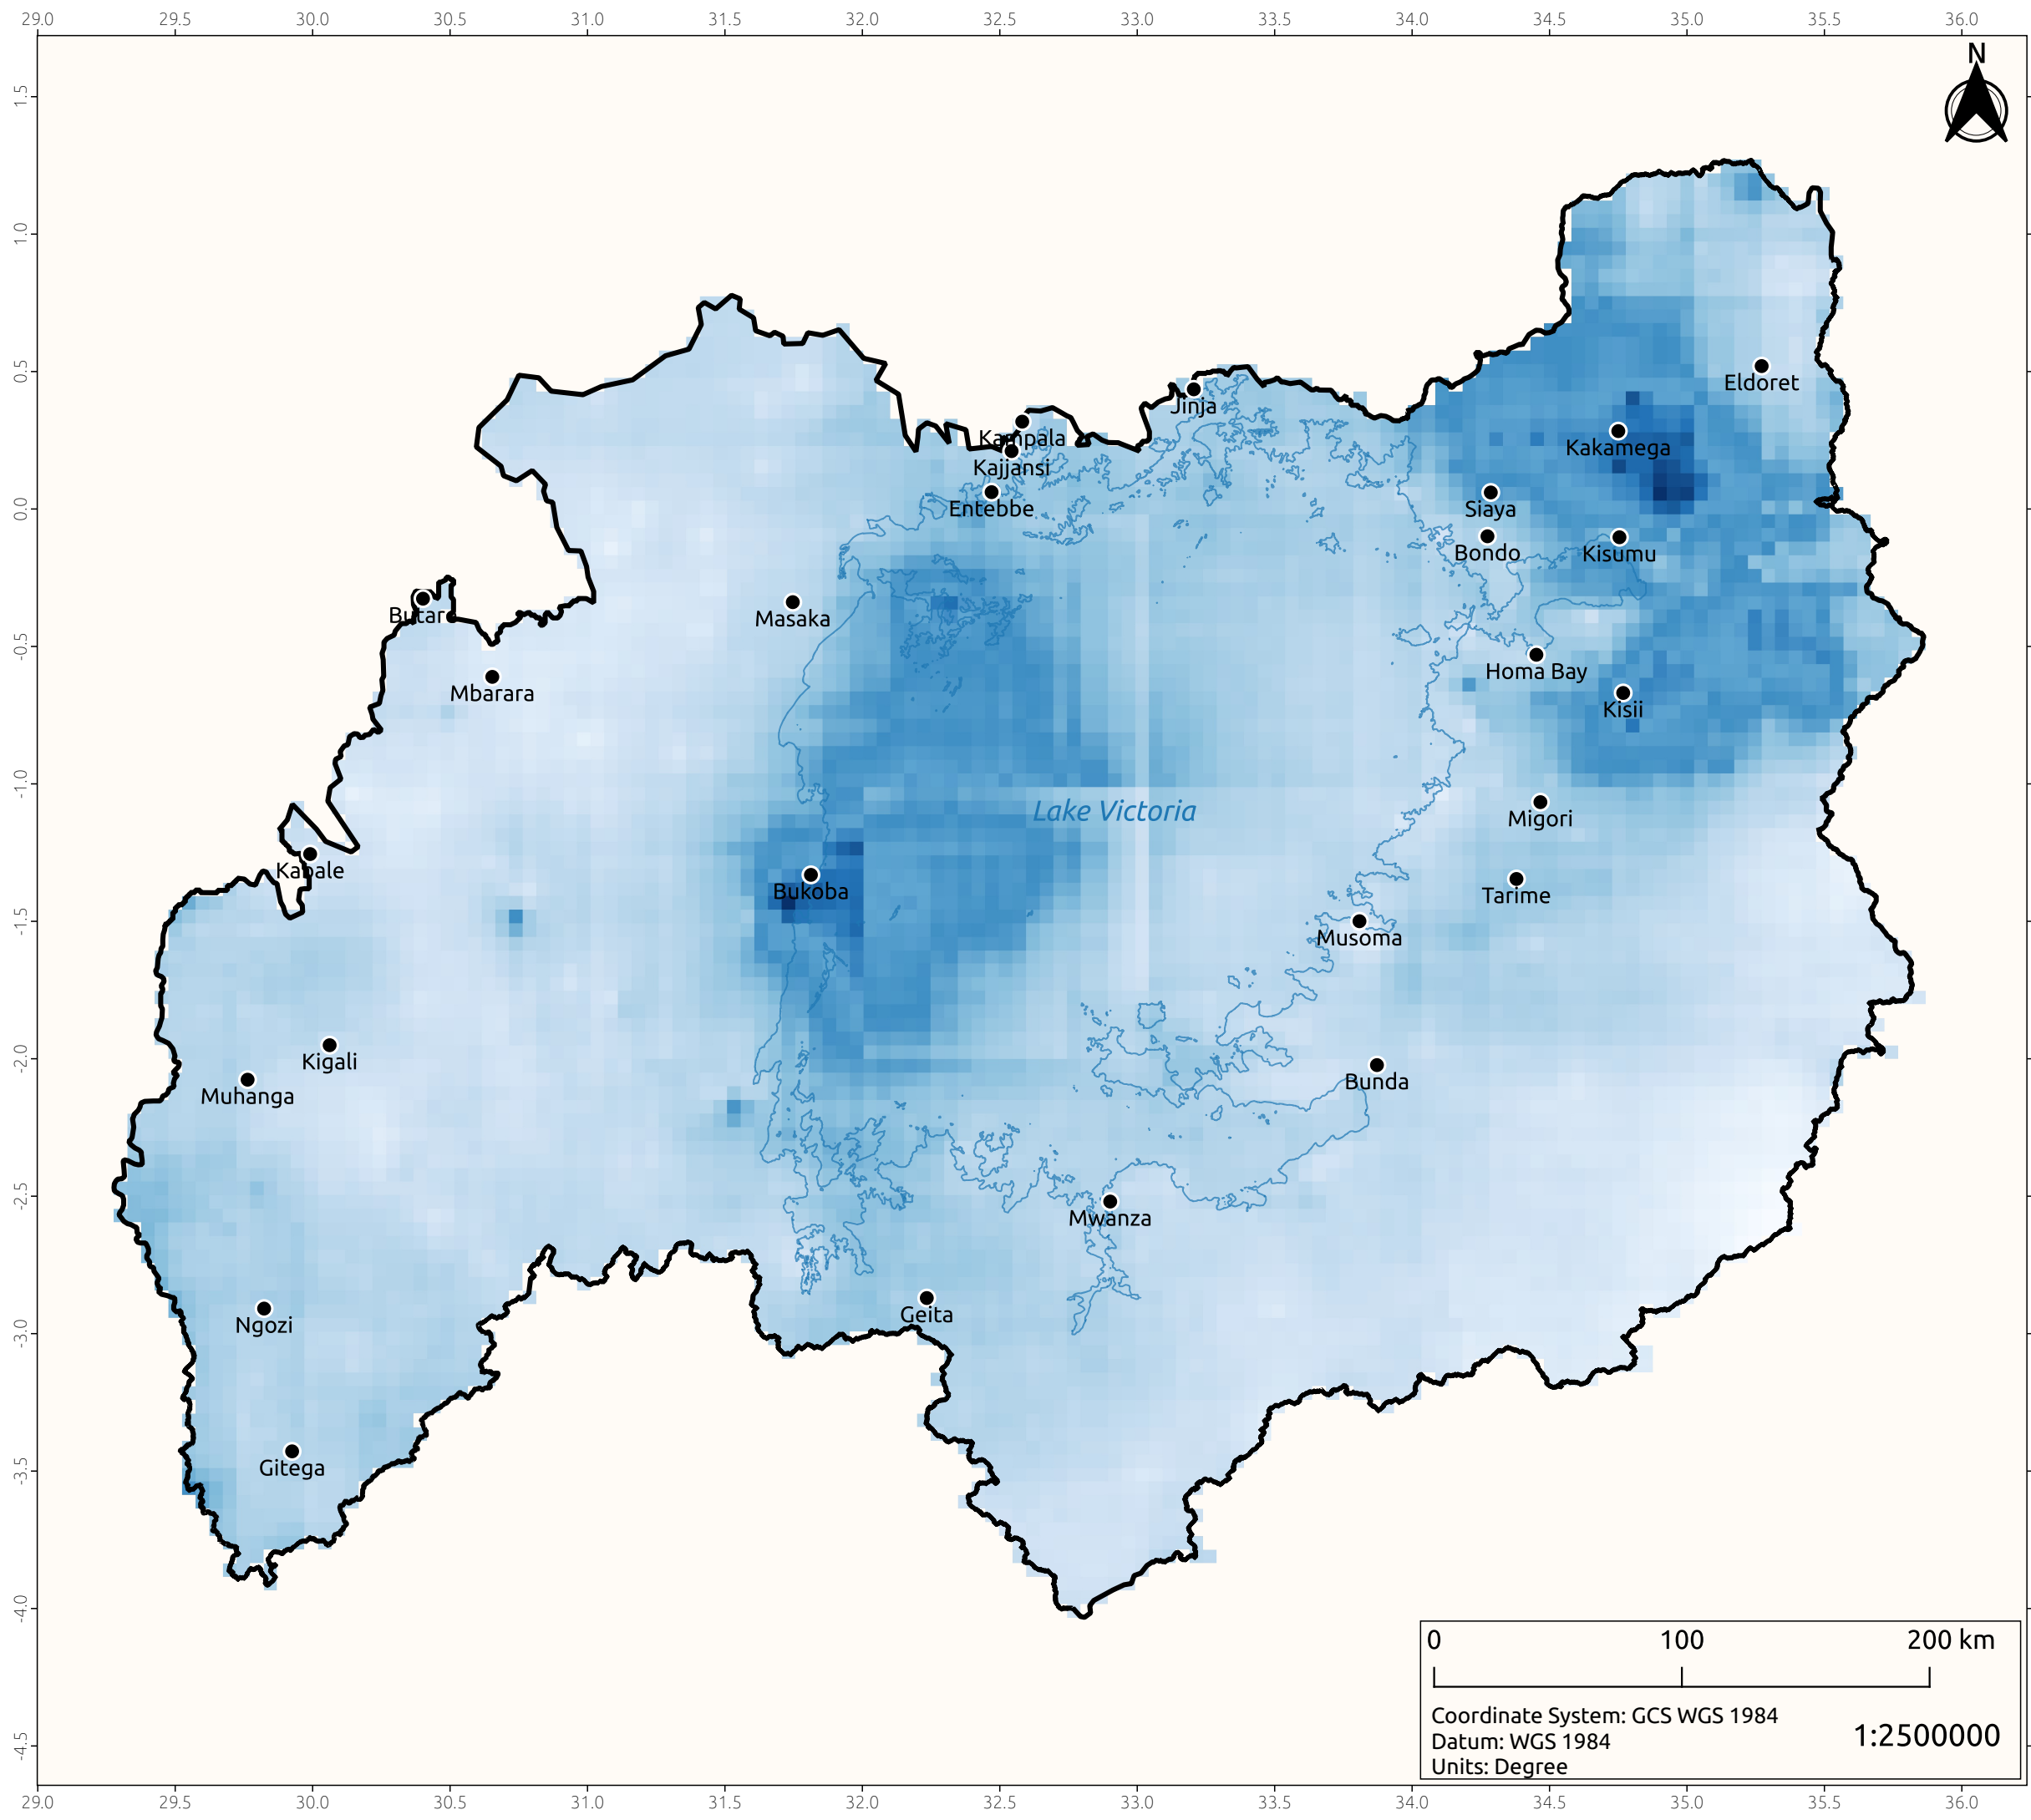 29.0 29.5 30.0 30.5 31.0 31.5 32.0 32.5 33.0 33.5 34.0 34.5 35.0 35.5 36.0
N
1.5
1.0
0.5
0.0
-0.5
-1.0
-1.5
-2.0
-2.5
-3.0
-3.5
-4.0
-4.5
Eldoret
Jinja
Kampala
Kakamega
Kajjansi
Entebbe
Siaya
Bondo
Kisumu
Butare
Masaka
Homa Bay
Mbarara
Kisii
Lake Victoria
Migori
Kabale
Bukoba
Tarime
Musoma
Kigali
Muhanga
Bunda
Mwanza
Geita
Ngozi
Gitega
0 100 200 km
Coordinate System: GCS WGS 1984
Datum: WGS 1984
Units: Degree
1:2500000
29.0 29.5 30.0 30.5 31.0 31.5 32.0 32.5 33.0 33.5 34.0 34.5 35.0 35.5 36.0